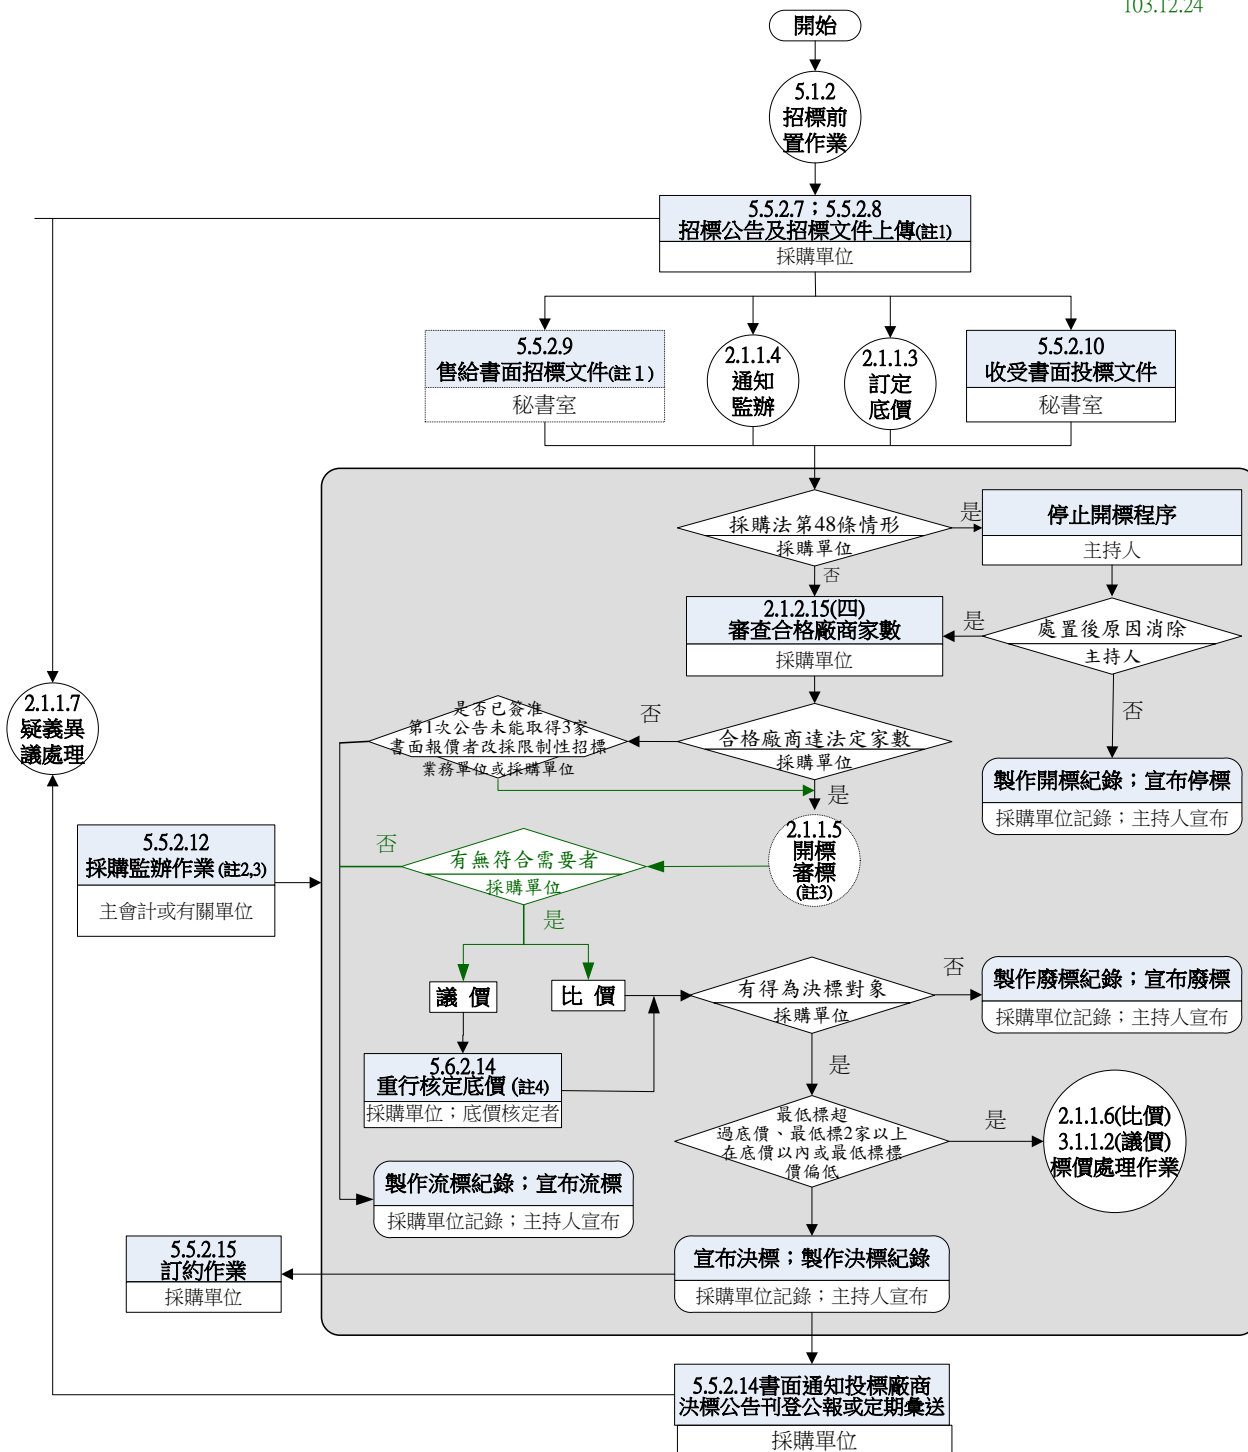 103.12.24
開始
5.1.2
招標前
置作業
5.5.2.7；5.5.2.8
招標公告及招標文件上傳(註1)
採購單位
5.5.2.9
售給書面招標文件(註１)
秘書室
2.1.1.4
通知
監辦
2.1.1.3
訂定
底價
5.5.2.10
收受書面投標文件
秘書室
採購法第48條情形
採購單位
是
停止開標程序
主持人
否
2.1.2.15(四)
審查合格廠商家數
採購單位
是
處置後原因消除
主持人
否
2.1.1.7
疑義異
議處理
是否已簽准
第1次公告未能取得3家
書面報價者改採限制性招標
業務單位或採購單位
否
合格廠商達法定家數
採購單位
是
製作開標紀錄；宣布停標
採購單位記錄；主持人宣布
5.5.2.12
採購監辦作業(註2,3)
主會計或有關單位
否
有無符合需要者
採購單位
是
2.1.1.5
開標
審標
(註3)
議 價
比 價
有得為決標對象
採購單位
否
製作廢標紀錄；宣布廢標
採購單位記錄；主持人宣布
5.6.2.14
重行核定底價(註4)
採購單位；底價核定者
是
最低標超
過底價、最低標2家以上
在底價以內或最低標標
價偏低
是
2.1.1.6(比價)
3.1.1.2(議價)
標價處理作業
製作流標紀錄；宣布流標
採購單位記錄；主持人宣布
5.5.2.15
訂約作業
採購單位
宣布決標；製作決標紀錄
採購單位記錄；主持人宣布
5.5.2.14書面通知投標廠商
決標公告刊登公報或定期彙送
採購單位